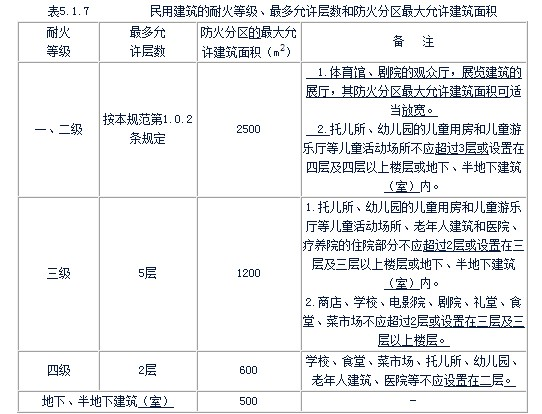 表5.1.7 民用建筑的耐火等级、最多允许层数和防火分区最大允许建筑面积
耐火
等级
最多允
许层数
防火分区的最大允
许建筑面积（m²）
备 注
一、二级
按本规范第1.0.2
条规定
2500
1.体育馆、剧院的观众厅，展览建筑的
展厅，其防火分区最大允许建筑面积可适
当放宽。
2.托儿所、幼儿园的儿童用房和儿童游
乐厅等儿童活动场所不应超过3层或设置在
四层及四层以上楼层或地下、半地下建筑
（室）内。
三级
5层
1200
1.托儿所、幼儿园的儿童用房和儿童游乐
厅等儿童活动场所、老年人建筑和医院、
疗养院的住院部分不应超过2层或设置在三
层及三层以上楼层或地下、半地下建筑
（室）内。
2.商店、学校、电影院、剧院、礼堂、食
堂、菜市场不应超过2层或设置在三层及三
层以上楼层。
四级
2层
600
学校、食堂、菜市场、托儿所、幼儿园、
老年人建筑、医院等不应设置在二层。
地下、半地下建筑（室）
500
-